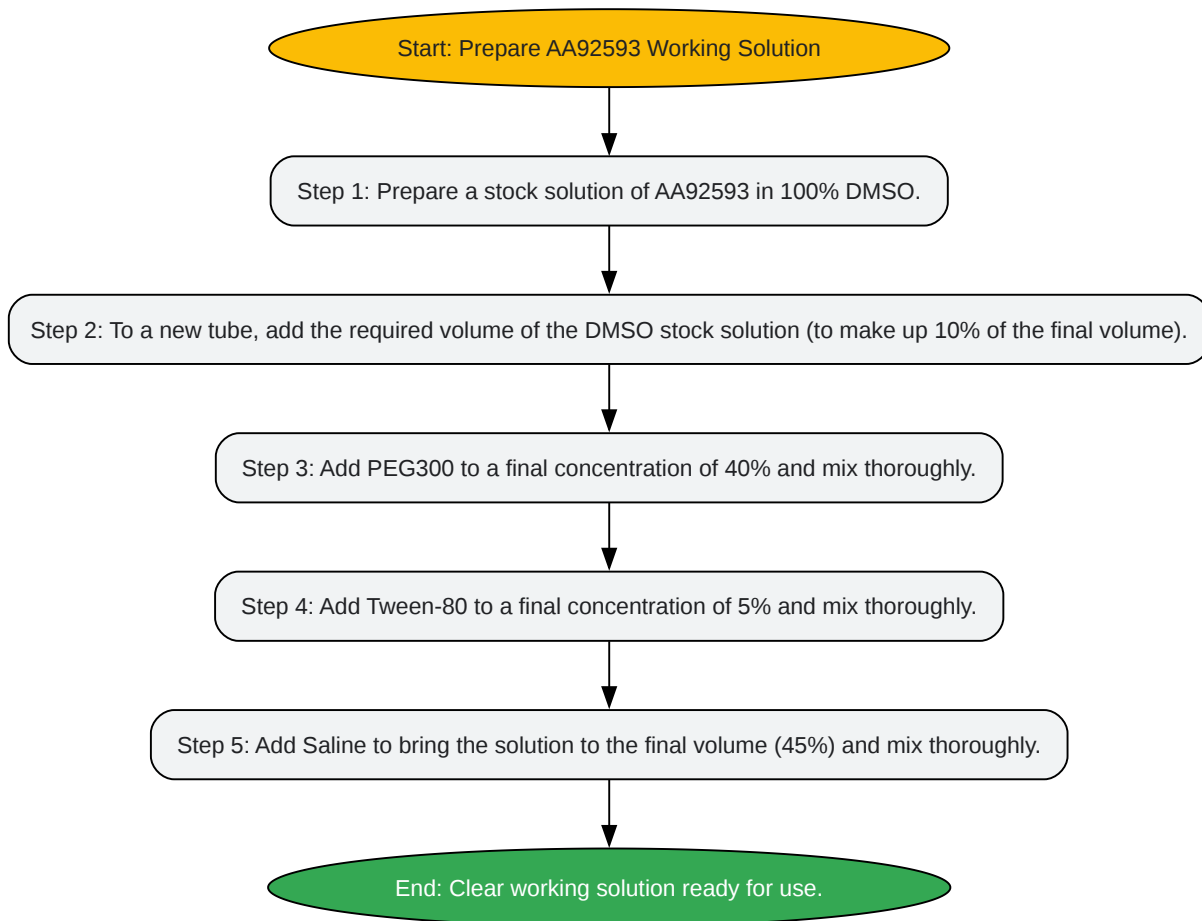 Start: Prepare AA92593 Working Solution
Step 1: Prepare a stock solution of AA92593 in 100% DMSO.
Step 2: To a new tube, add the required volume of the DMSO stock solution (to make up 10% of the final volume).
Step 3: Add PEG300 to a final concentration of 40% and mix thoroughly.
Step 4: Add Tween-80 to a final concentration of 5% and mix thoroughly.
Step 5: Add Saline to bring the solution to the final volume (45%) and mix thoroughly.
End: Clear working solution ready for use.